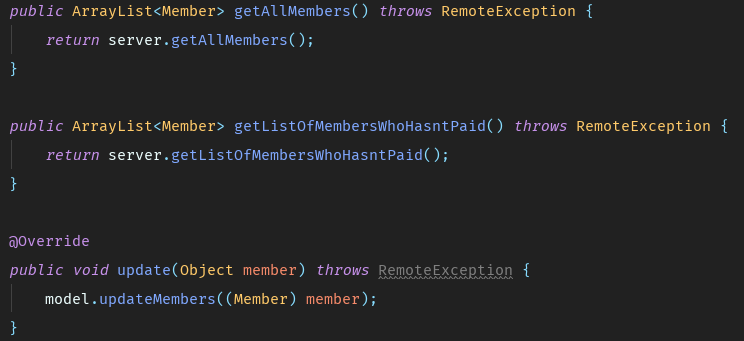 public ArrayList<Member> getAllMembers() throws RemoteException {
return server.getAllMembers();
}
public ArrayList<Member> getListOfMembersWhoHasntPaid() throws RemoteException {
return server.getListOfMembersWhoHasntPaid();
}
@Override
public void update(Object member) throws RemoteException {
model.updateMembers((Member) member);
}